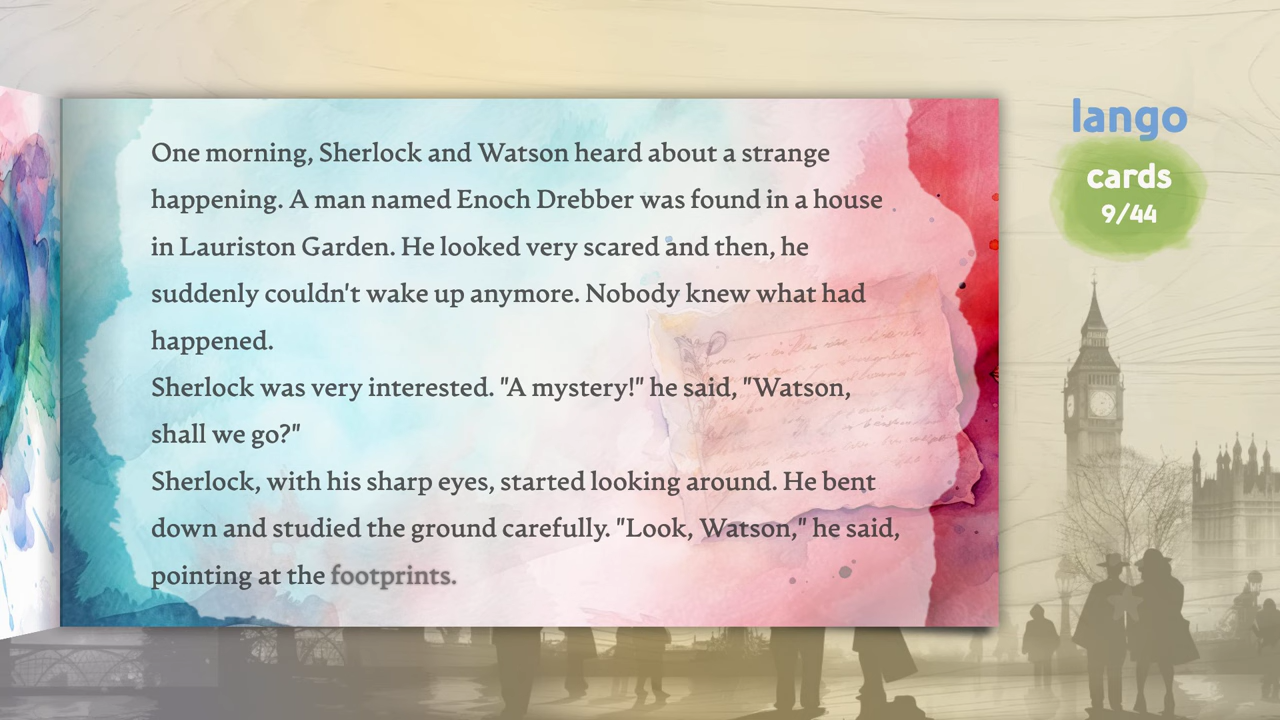 One morning, Sherlock and Watson heard about a strange
happening. A man named Enoch Drebber was found in a house
in Lauriston Garden. He looked very scared and then, he
suddenly couldn't wake up anymore. Nobody knew what had
happened.
Sherlock was very interested. "A mystery!" he said, "Watson,
shall we go?"
Sherlock, with his sharp eyes, started looking around. He bent
down and studied the ground carefully. "Look, Watson," he said,
pointing at the footprints.
lango
cards
9/44